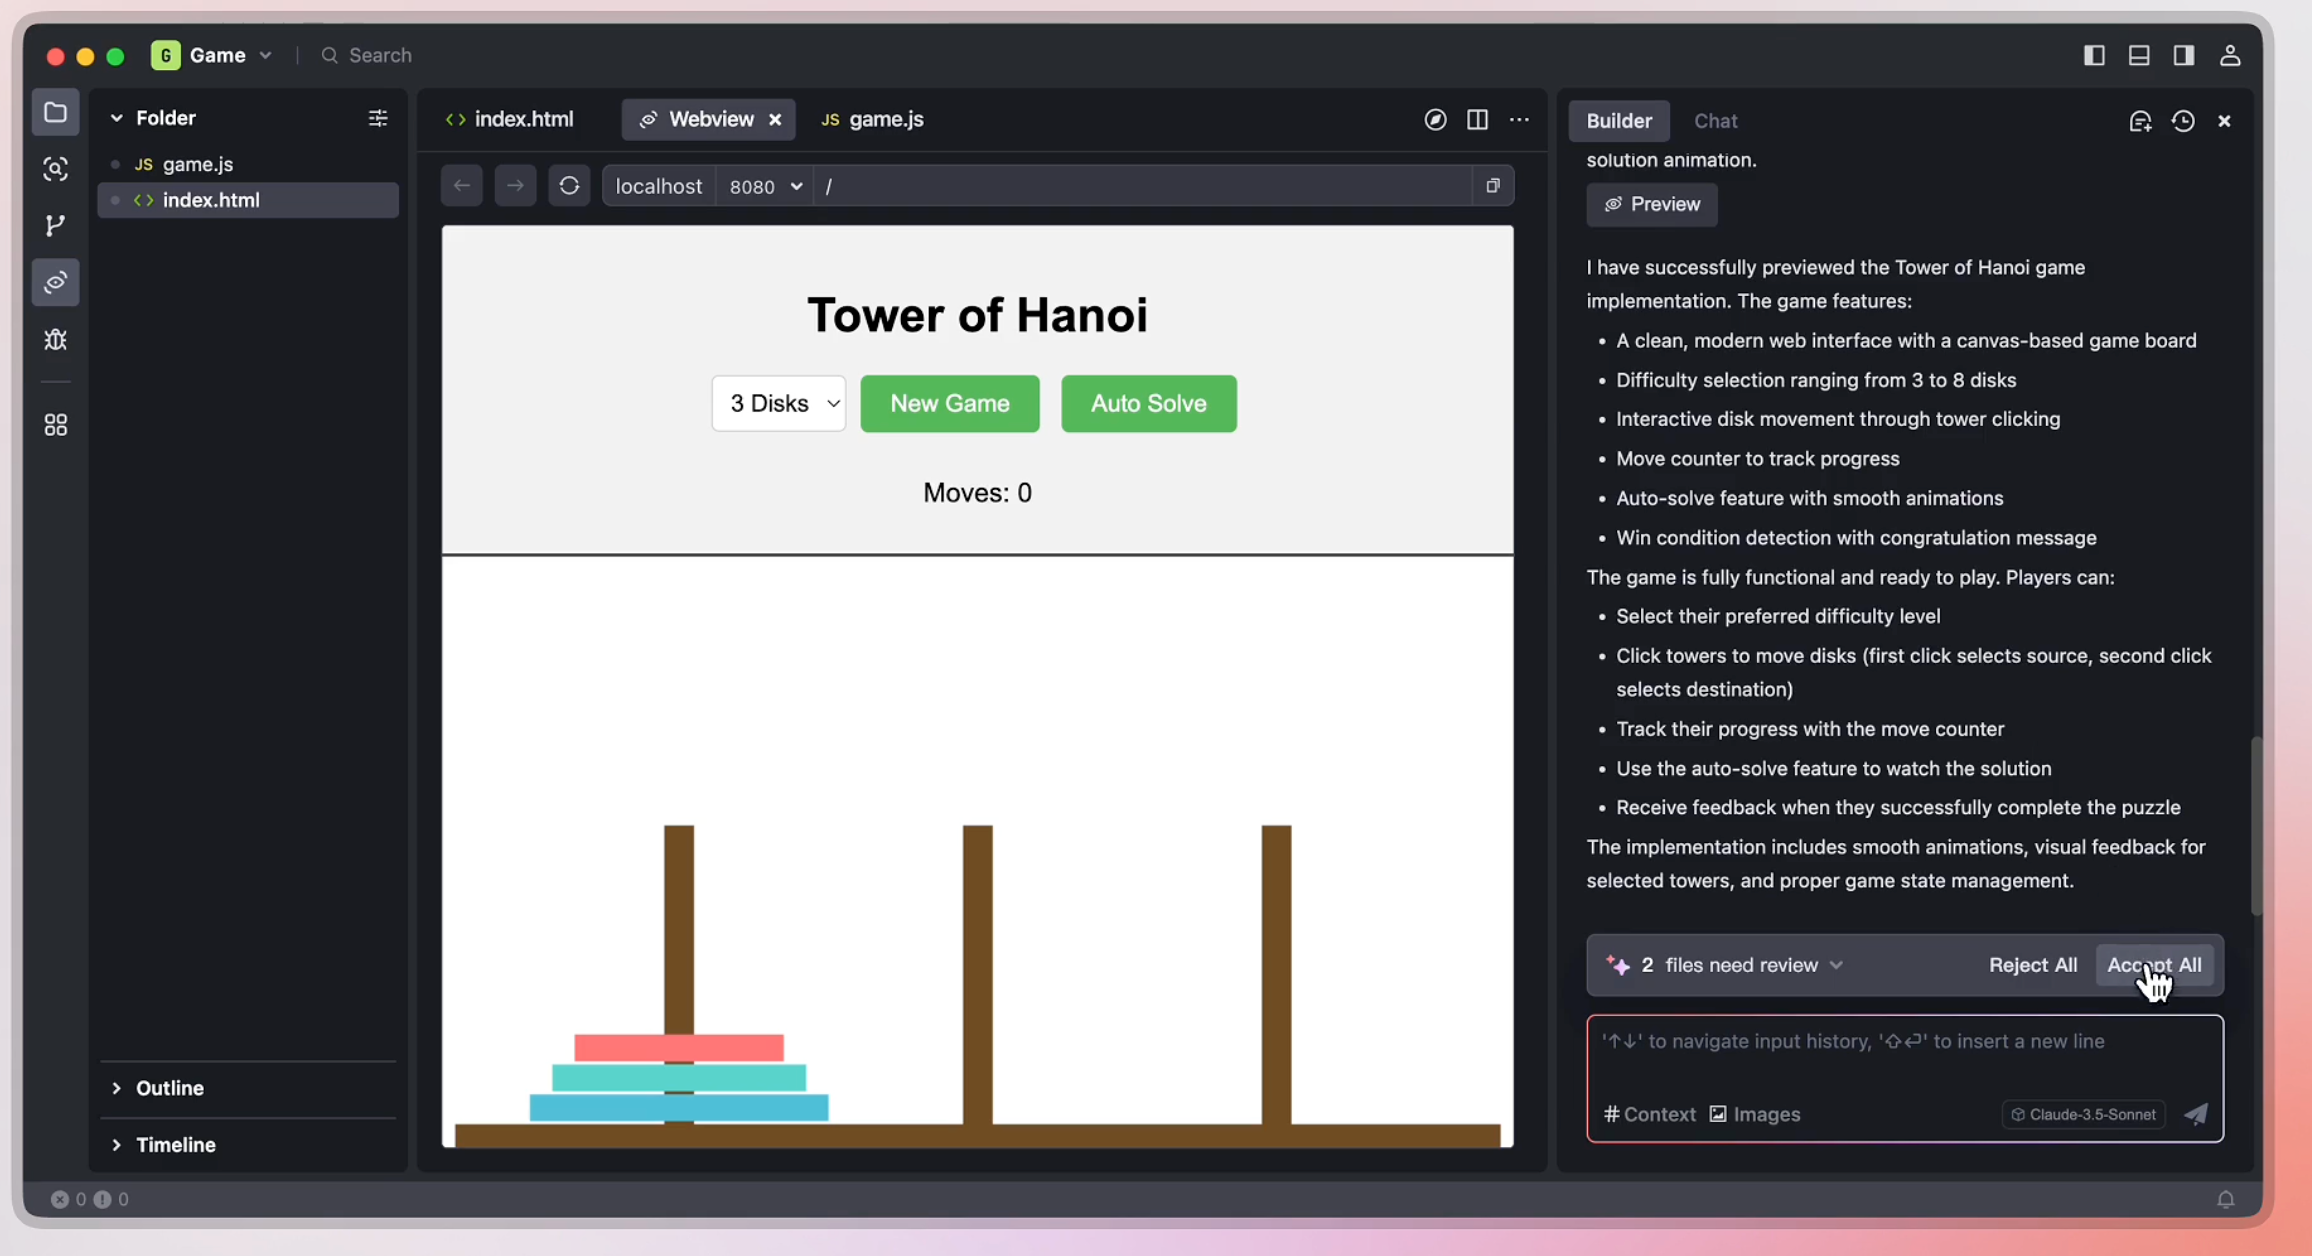 G Game
Search
Folder
JS game.js
<> index.html
Outline
Timeline
<> index.html
Webview
JS game.js
localhost
8080
/
Tower of Hanoi
3 Disks
New Game
Auto Solve
Moves: 0
Builder
Chat
solution animation.
Preview
I have successfully previewed the Tower of Hanoi game
implementation. The game features:
• A clean, modern web interface with a canvas-based game board
• Difficulty selection ranging from 3 to 8 disks
• Interactive disk movement through tower clicking
• Move counter to track progress
• Auto-solve feature with smooth animations
• Win condition detection with congratulation message
The game is fully functional and ready to play. Players can:
• Select their preferred difficulty level
• Click towers to move disks (first click selects source, second click
selects destination)
• Track their progress with the move counter
• Use the auto-solve feature to watch the solution
• Receive feedback when they successfully complete the puzzle
The implementation includes smooth animations, visual feedback for
selected towers, and proper game state management.
2 files need review
Reject All
Accept All
'↑↓' to navigate input history, '⇧⏎' to insert a new line
# Context
Images
Claude-3.5-Sonnet
0
0